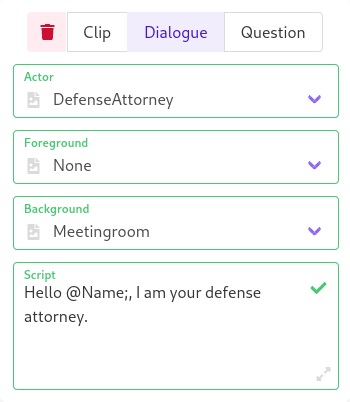 Clip
Dialogue
Question
Actor
DefenseAttorney
Foreground
None
Background
Meetingroom
Script
Hello @Name;, I am your defense
attorney.